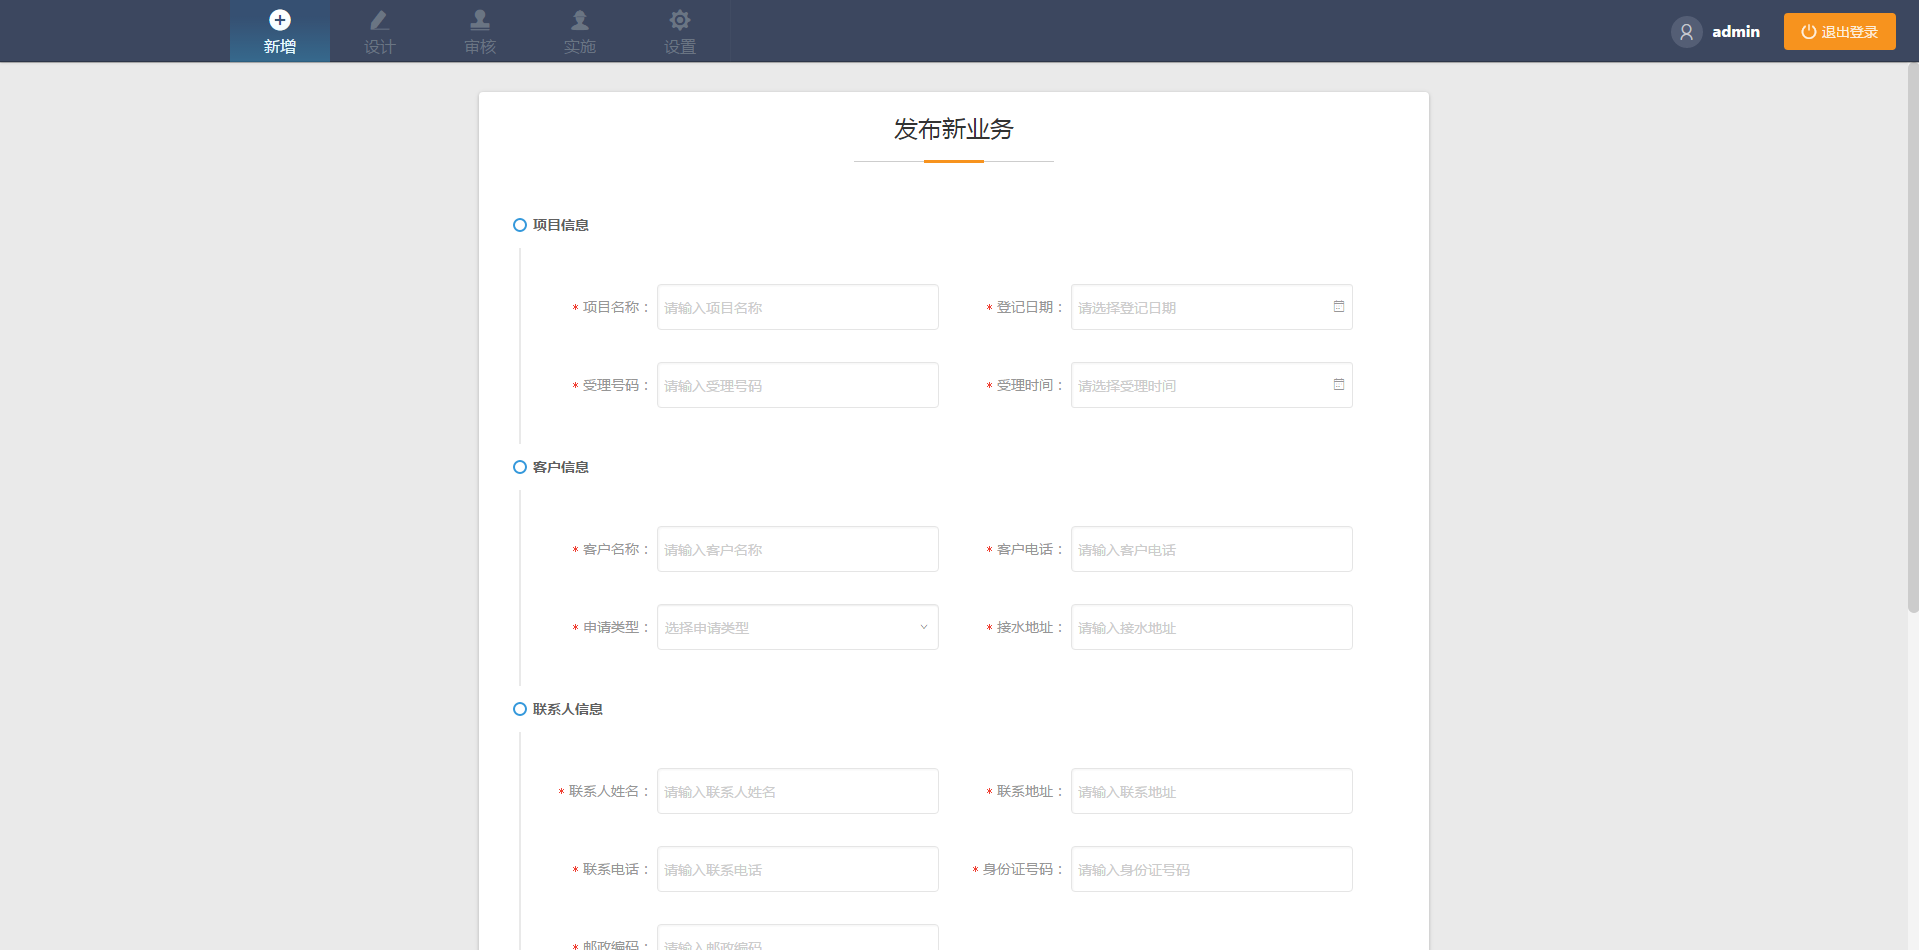 新增 设计 审核 实施 设置 admin 退出登录
发布新业务
项目信息
* 项目名称： 请输入项目名称 * 登记日期： 请选择登记日期
* 受理号码： 请输入受理号码 * 受理时间： 请选择受理时间
客户信息
* 客户名称： 请输入客户名称 * 客户电话： 请输入客户电话
* 申请类型： 选择申请类型 * 接水地址： 请输入接水地址
联系人信息
* 联系人姓名： 请输入联系人姓名 * 联系地址： 请输入联系地址
* 联系电话： 请输入联系电话 * 身份证号码： 请输入身份证号码
* 邮政编码： 请输入邮政编码